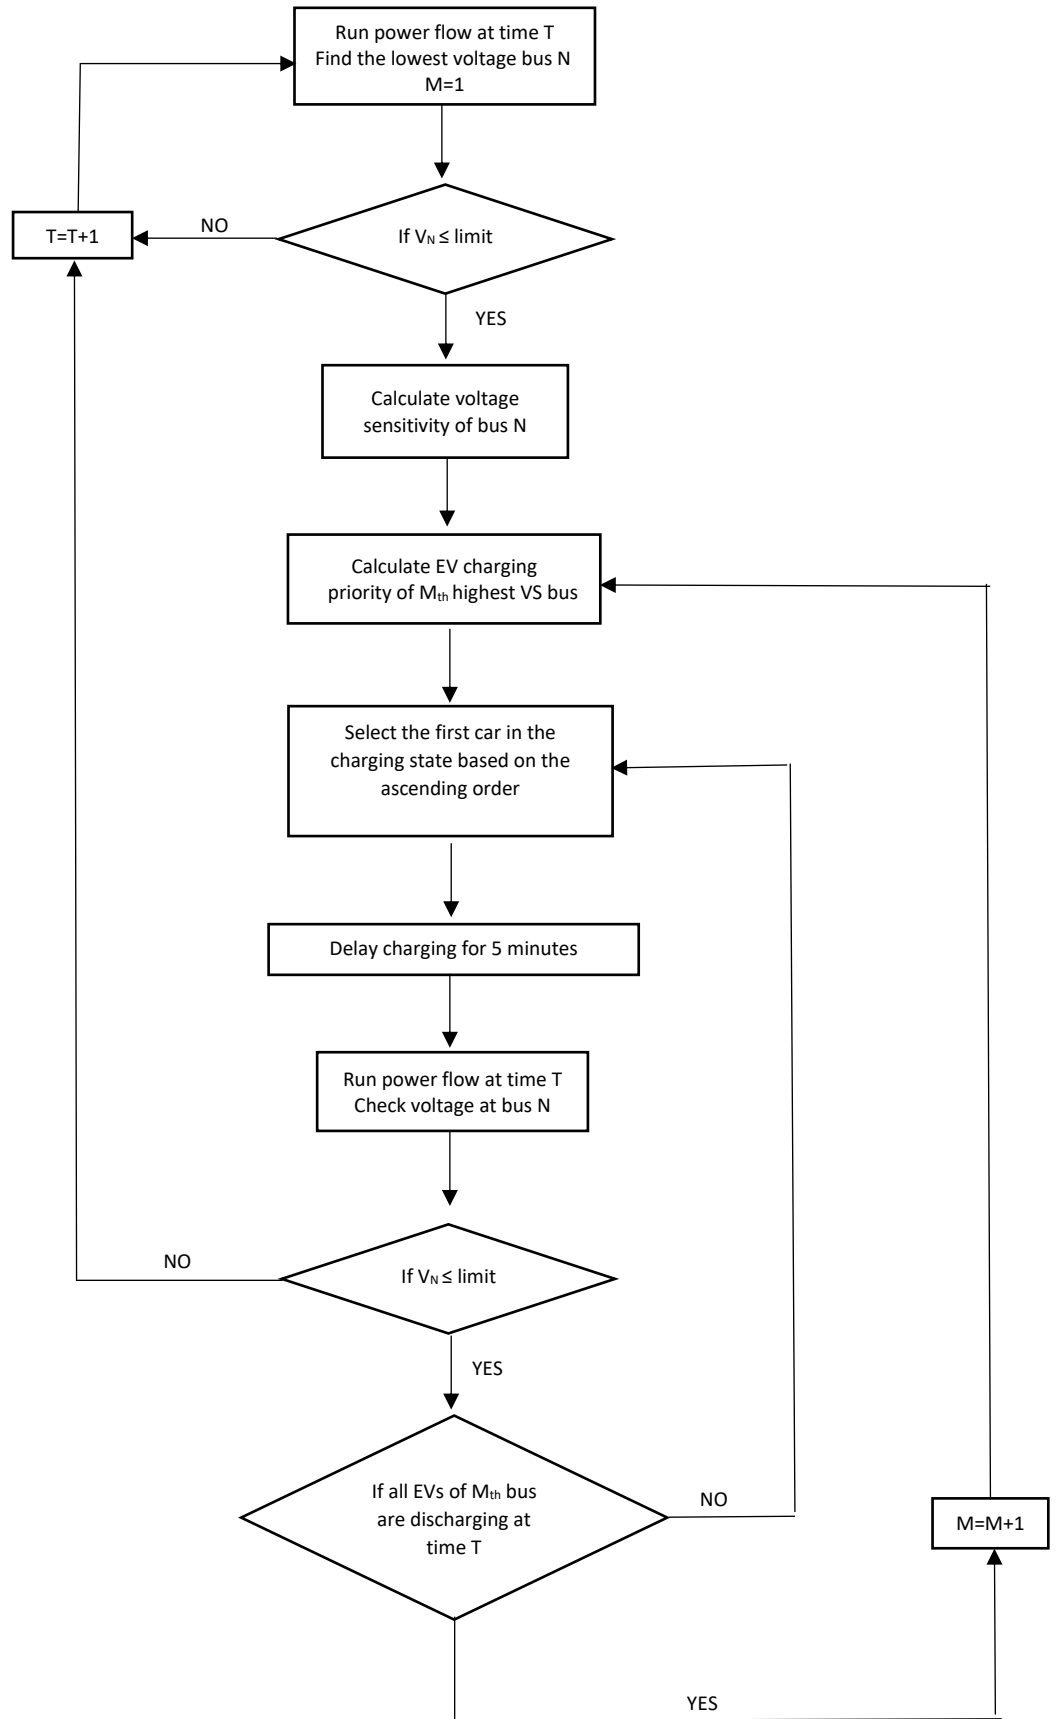 Run power flow at time T
Find the lowest voltage bus N
M=1
T=T+1
NO
If VN ≤ limit
YES
Calculate voltage
sensitivity of bus N
Calculate EV charging
priority of Mth highest VS bus
Select the first car in the
charging state based on the
ascending order
Delay charging for 5 minutes
Run power flow at time T
Check voltage at bus N
NO
If VN ≤ limit
YES
If all EVs of Mth bus
are discharging at
time T
NO
M=M+1
YES